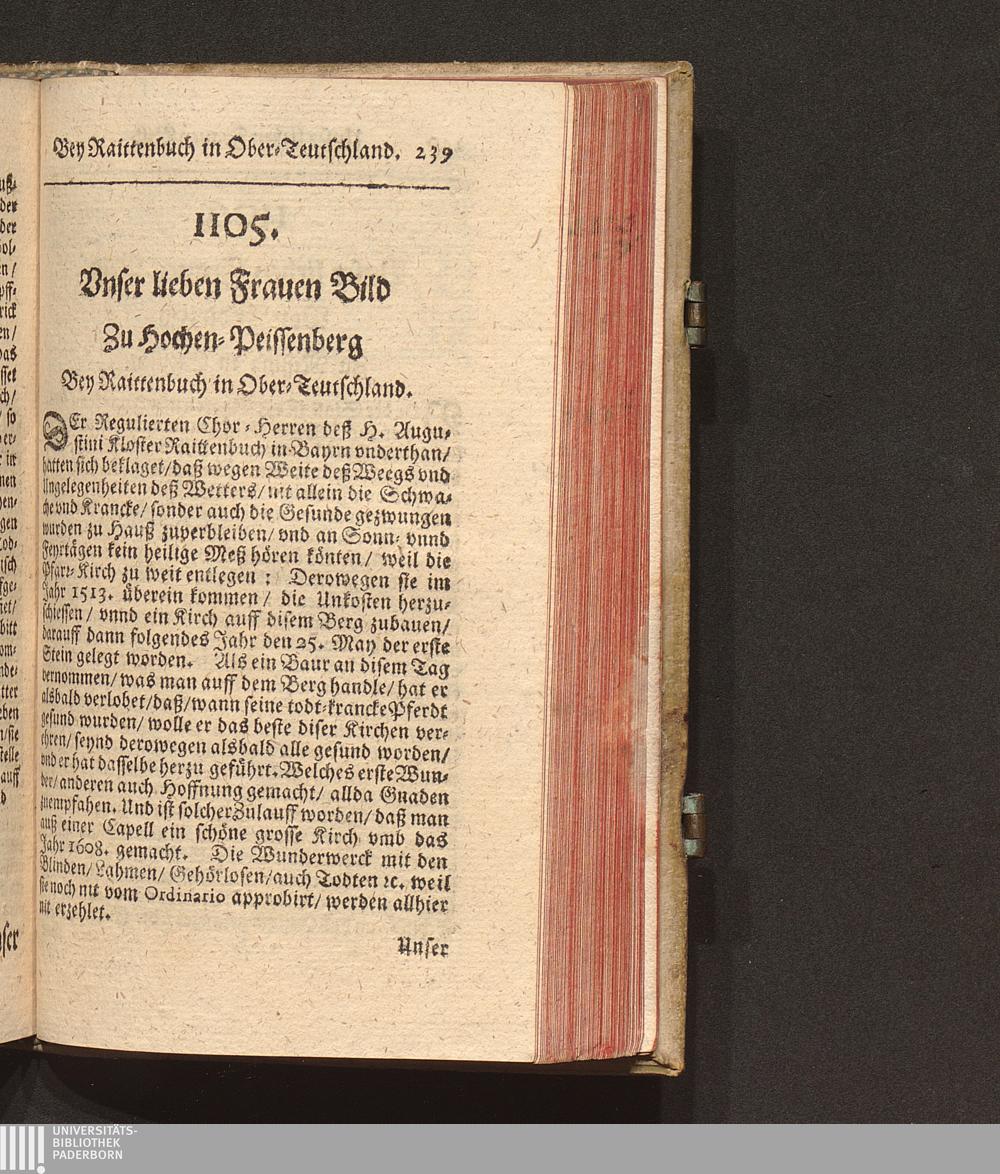 Bey Raittenbuch in Ober-Teutschland. 239
1105.
Vnser lieben Frauen Bild
Zu Hochen-Peissenberg
Bey Raittenbuch in Ober-Teutschland.
DEr Regulierten Chor-Herren deß H. Augu-
stini Kloster Raittenbuch in Bayrn vnderthan/
hatten sich beklaget/daß wegen Weite deß Weegs vnd
Ungelegenheiten deß Wetters/nit allein die Schwa-
che vnd Krancke/sonder auch die Gesunde gezwungen
wurden zu Hauß zuverbleiben/vnd an Sonn- vnnd
Feyrtägen kein heilige Meß hören könten/ weil die
Pfarr-Kirch zu weit entlegen: Derowegen sie im
Jahr 1513. überein kommen/ die Unkosten herzu-
schiessen/ vnnd ein Kirch auff disem Berg zubauen/
darauff dann folgendes Jahr den 25. May der erste
Stein gelegt worden. Als ein Baur an disem Tag
vernommen/was man auff dem Berg handle/hat er
alsbald verlobet/daß/wann seine todt-krancke Pferdt
gesund wurden/wolle er das beste diser Kirchen ver-
ehren/seynd derowegen alsbald alle gesund worden/
vnd er hat dasselbe herzu geführt. Welches erste Wun-
der/anderen auch Hoffnung gemacht/ allda Gnaden
zuempfahen. Und ist solcher Zulauff worden/daß man
auß einer Capell ein schöne grosse Kirch vmb das
Jahr 1608. gemacht. Die Wunderwerck mit den
Blinden/Lahmen/Gehörlosen/auch Todten ꝛc. weil
sie noch nit vom Ordinario approbirt/werden allhier
nit erzehlet.
Unser
UNIVERSITÄTS-
BIBLIOTHEK
PADERBORN